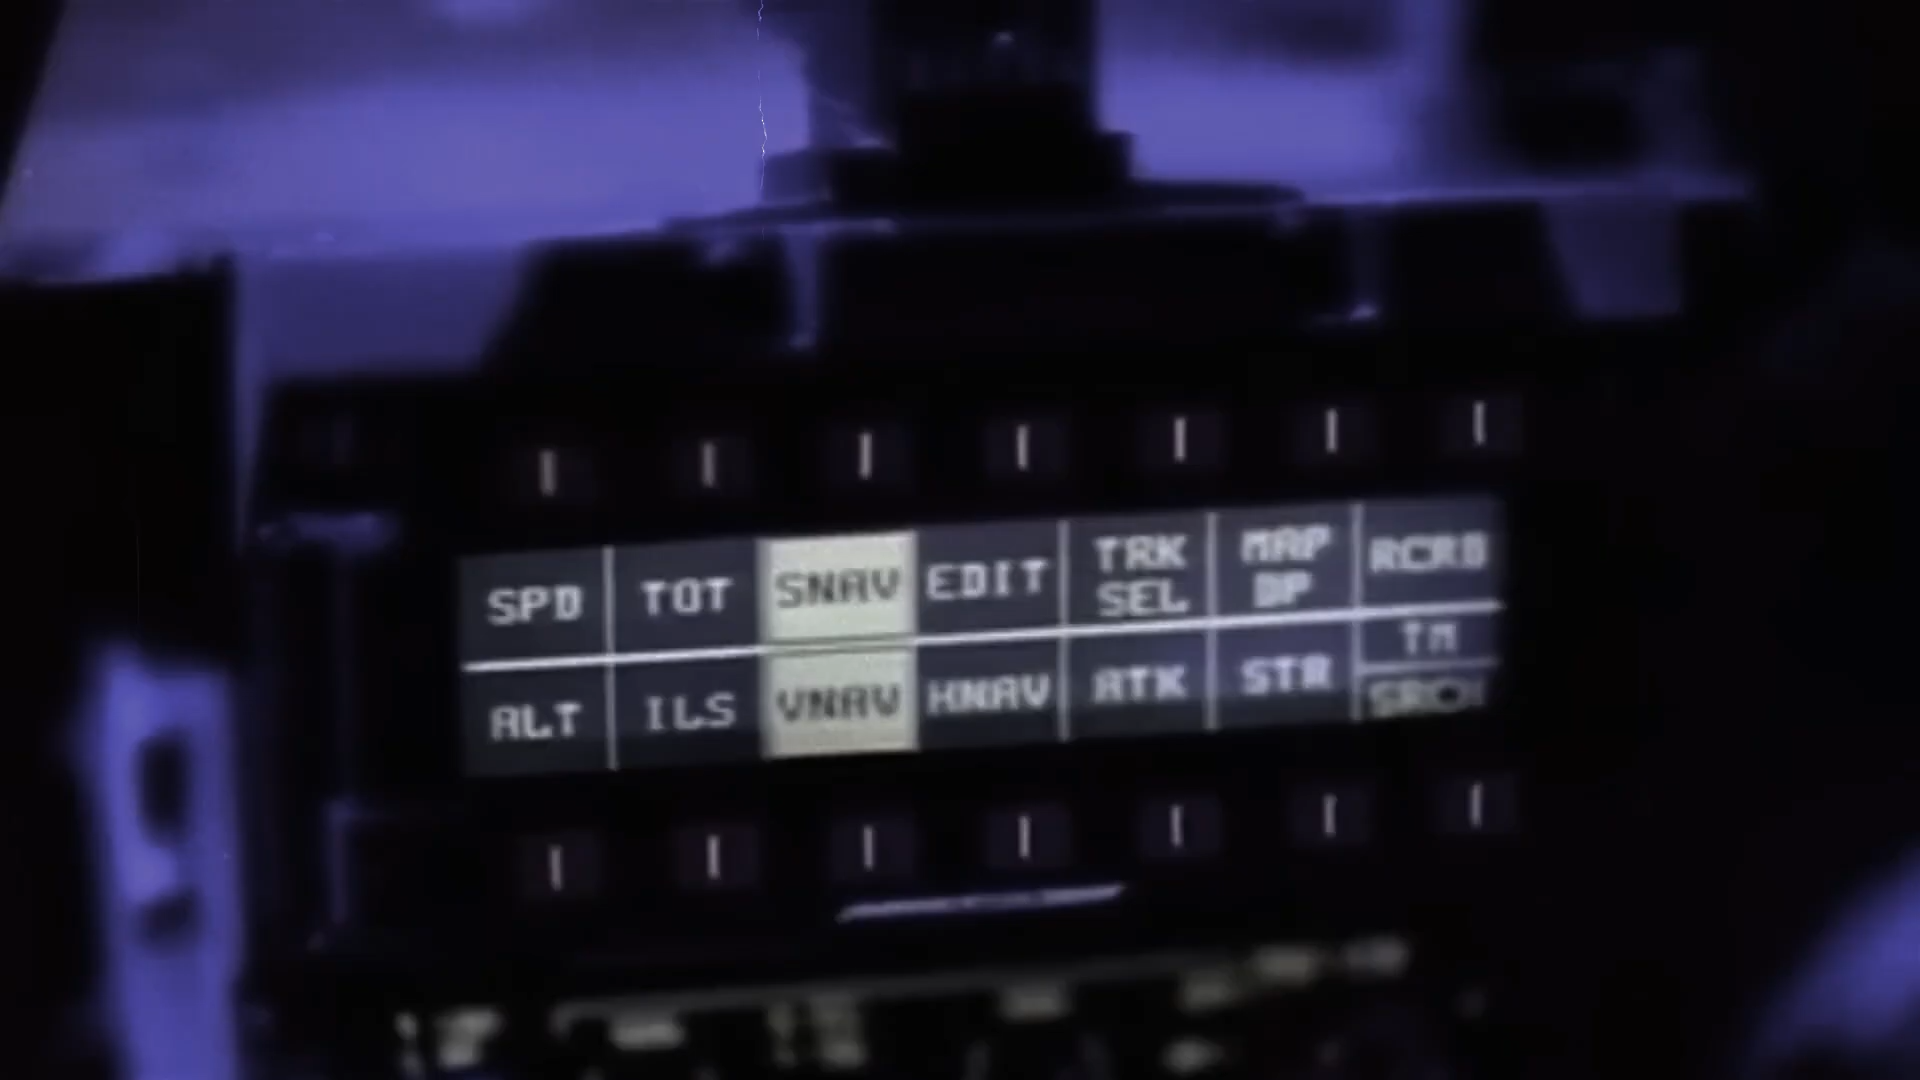 SPD TOT SNAV EDIT TRK SEL MAP DP RCRD
ALT ILS VNAV HNAV ATK STR TM